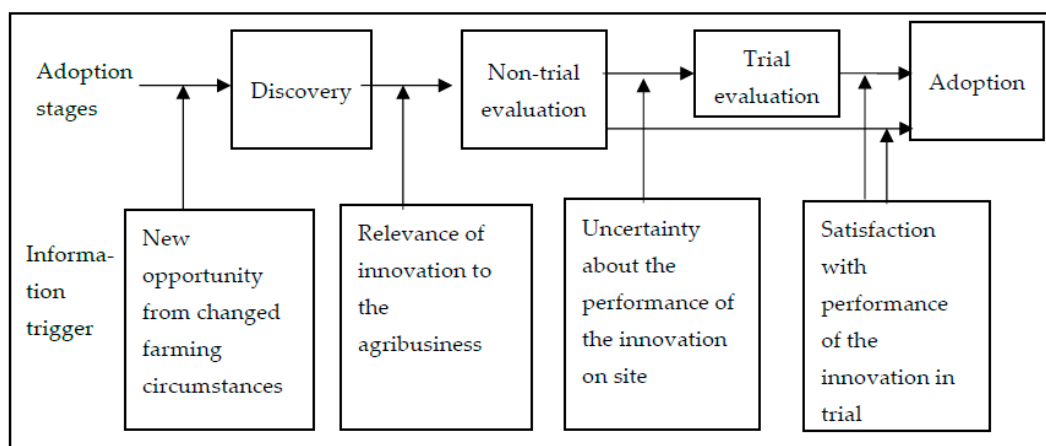 Adoption
stages
Discovery
Non-trial
evaluation
Trial
evaluation
Adoption
Informa-
tion
trigger
New
opportunity
from changed
farming
circumstances
Relevance of
innovation to
the
agribusiness
Uncertainty
about the
performance of
the innovation
on site
Satisfaction
with
performance
of the
innovation in
trial